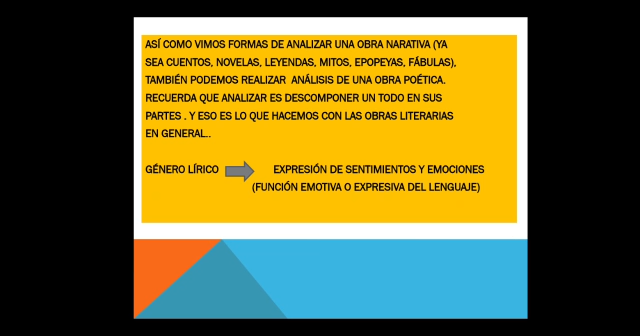 ASÍ COMO VIMOS FORMAS DE ANALIZAR UNA OBRA NARATIVA (YA
SEA CUENTOS, NOVELAS, LEYENDAS, MITOS, EPOPEYAS, FÁBULAS),
TAMBIÉN PODEMOS REALIZAR ANÁLISIS DE UNA OBRA POÉTICA.
RECUERDA QUE ANALIZAR ES DESCOMPONER UN TODO EN SUS
PARTES . Y ESO ES LO QUE HACEMOS CON LAS OBRAS LITERARIAS
EN GENERAL..
GÉNERO LÍRICO EXPRESIÓN DE SENTIMIENTOS Y EMOCIONES
(FUNCIÓN EMOTIVA O EXPRESIVA DEL LENGUAJE)